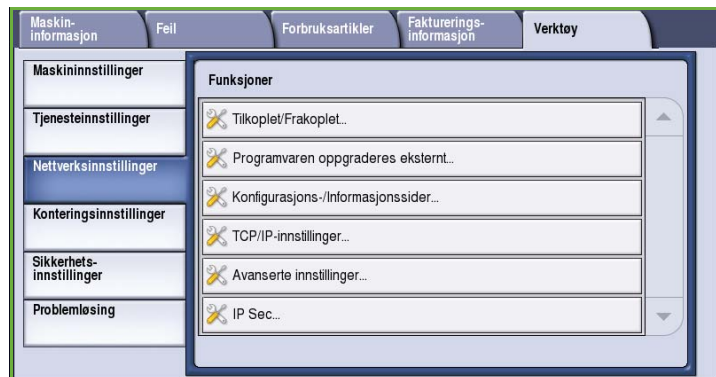 Maskin-
informasjon
Feil
Forbruksartikler
Fakturerings-
informasjon
Verktøy
Maskininnstillinger
Tjenesteinnstillinger
Nettverksinnstillinger
Konteringsinnstillinger
Sikkerhets-
innstillinger
Problemløsing
Funksjoner
Tilkoplet/Frakoplet...
Programvaren oppgraderes eksternt...
Konfigurasjons-/Informasjonssider...
TCP/IP-innstillinger...
Avanserte innstillinger...
IP Sec...